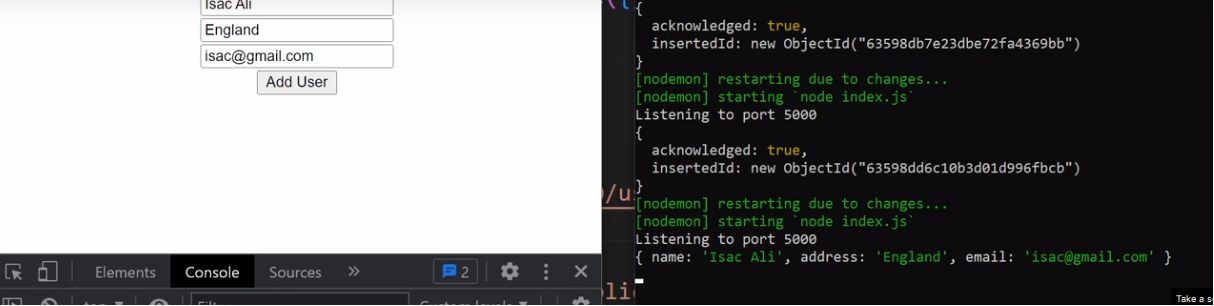 Isac Ali
England
isac@gmail.com
Add User
Elements
Console
Sources
»
2
Filter
Custom levels
top
{
acknowledged: true,
insertedId: new ObjectId("63598db7e23dbe72fa4369bb")
}
[nodemon] restarting due to changes...
[nodemon] starting `node index.js`
Listening to port 5000
{
acknowledged: true,
insertedId: new ObjectId("63598dd6c10b3d01d996fbcb")
}
[nodemon] restarting due to changes...
[nodemon] starting `node index.js`
Listening to port 5000
{ name: 'Isac Ali', address: 'England', email: 'isac@gmail.com' }
Take a s